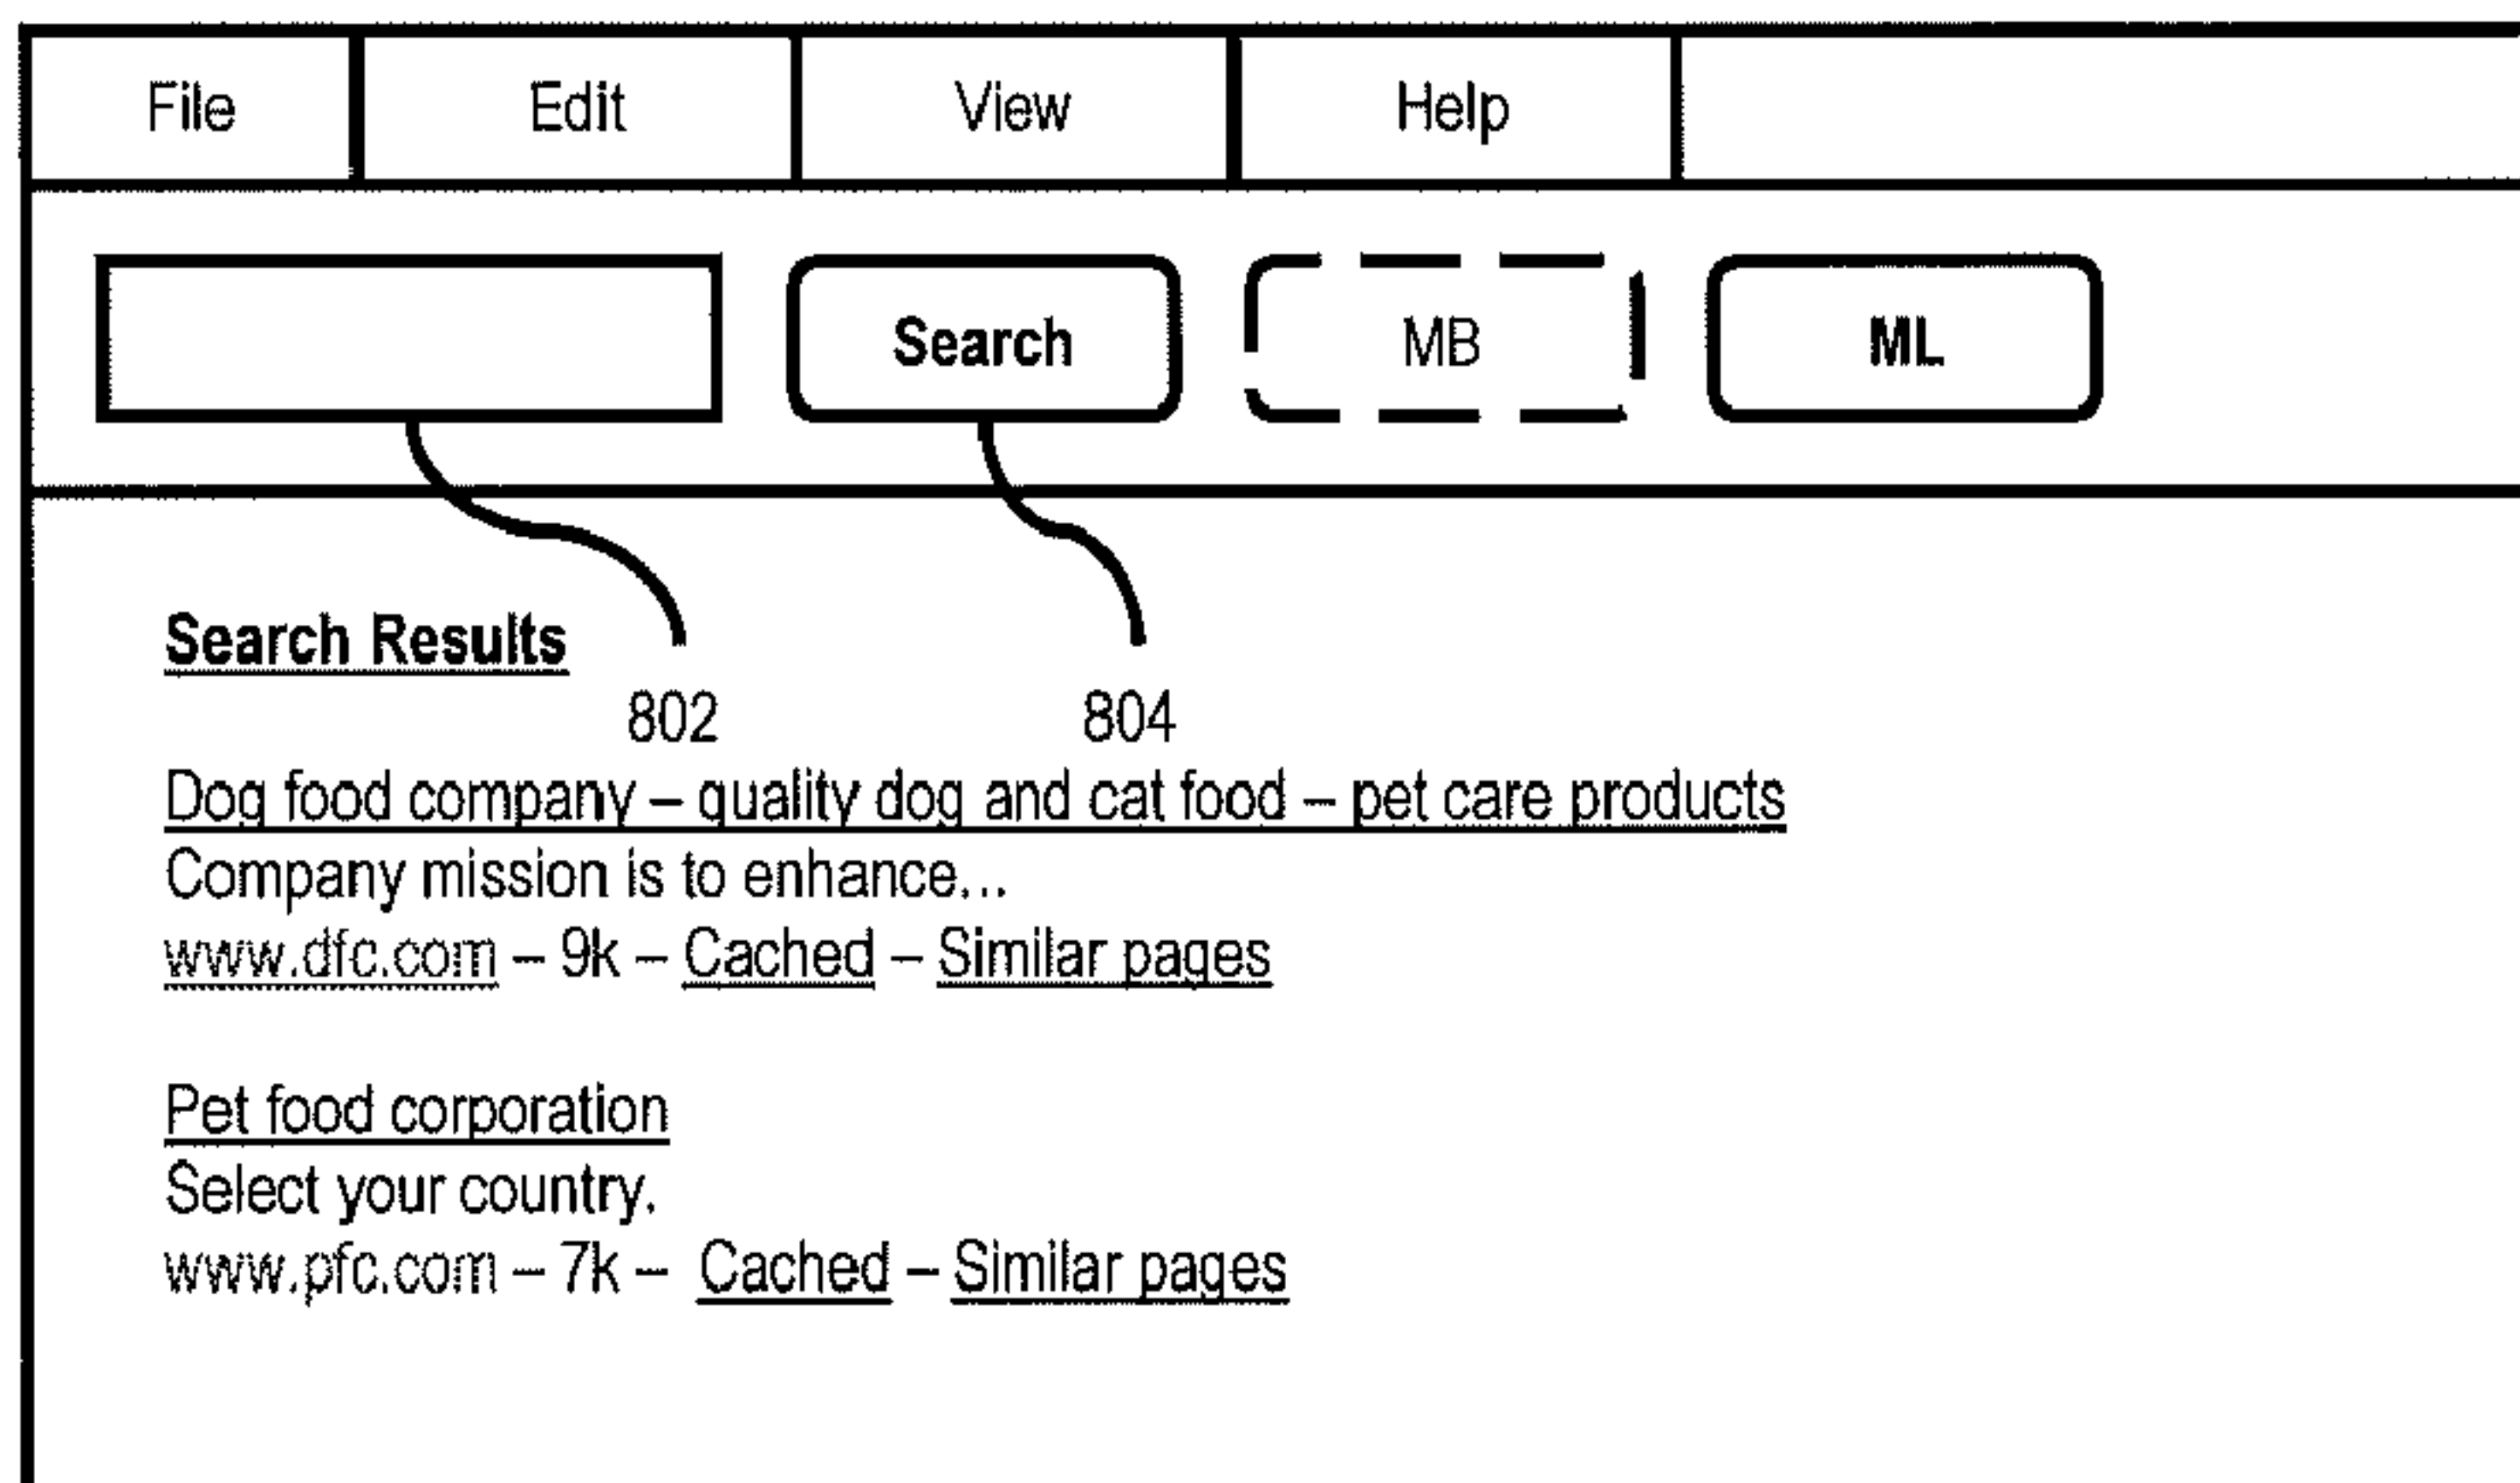 File Edit View Help
Search MB ML
Search Results
802 804
Dog food company – quality dog and cat food – pet care products
Company mission is to enhance...
www.dfc.com – 9k – Cached – Similar pages
Pet food corporation
Select your country.
www.pfc.com – 7k – Cached – Similar pages